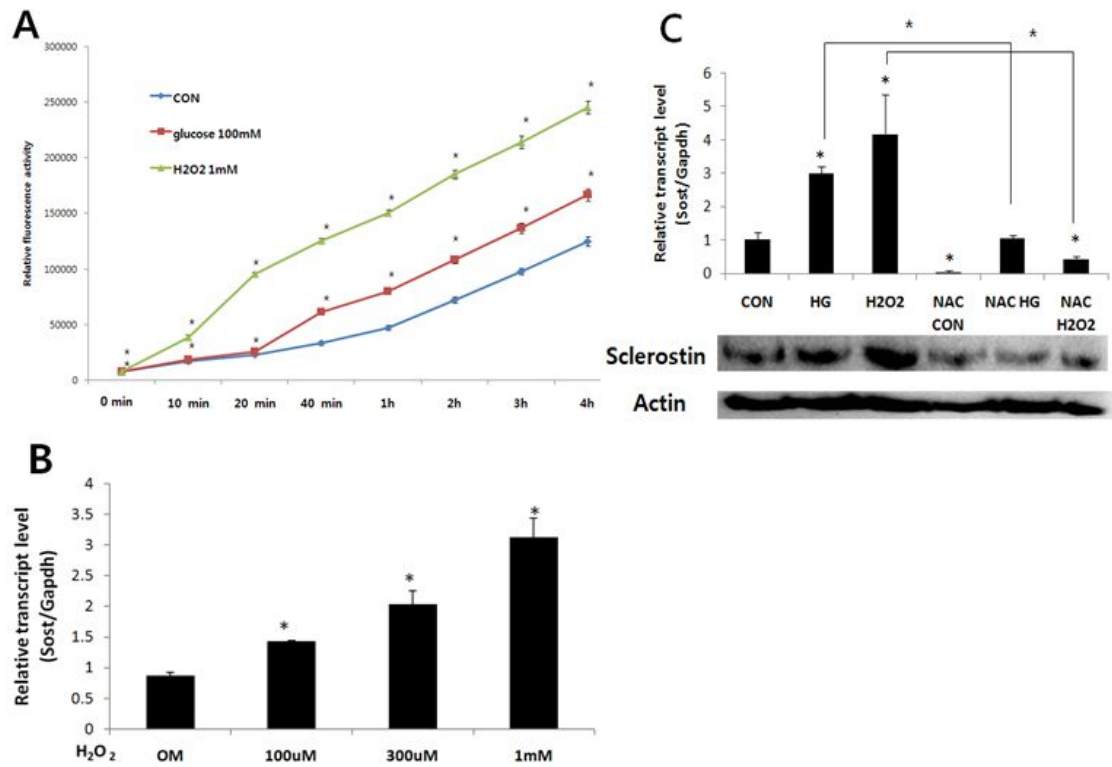 A
300000
250000
200000
150000
100000
50000
0
Relative fluorescence activity
CON
glucose 100mM
H2O2 1mM
* * * * * * * *
* * * * * * * *
0 min 10 min 20 min 40 min 1h 2h 3h 4h
B
4
3.5
3
2.5
2
1.5
1
0.5
0
Relative transcript level
(Sost/Gapdh)
* * *
H2O2 OM 100uM 300uM 1mM
C
* *
6
5
4
3
2
1
0
Relative transcript level
(Sost/Gapdh)
* * * *
CON HG H2O2 NAC NAC HG NAC
CON H2O2
Sclerostin
Actin